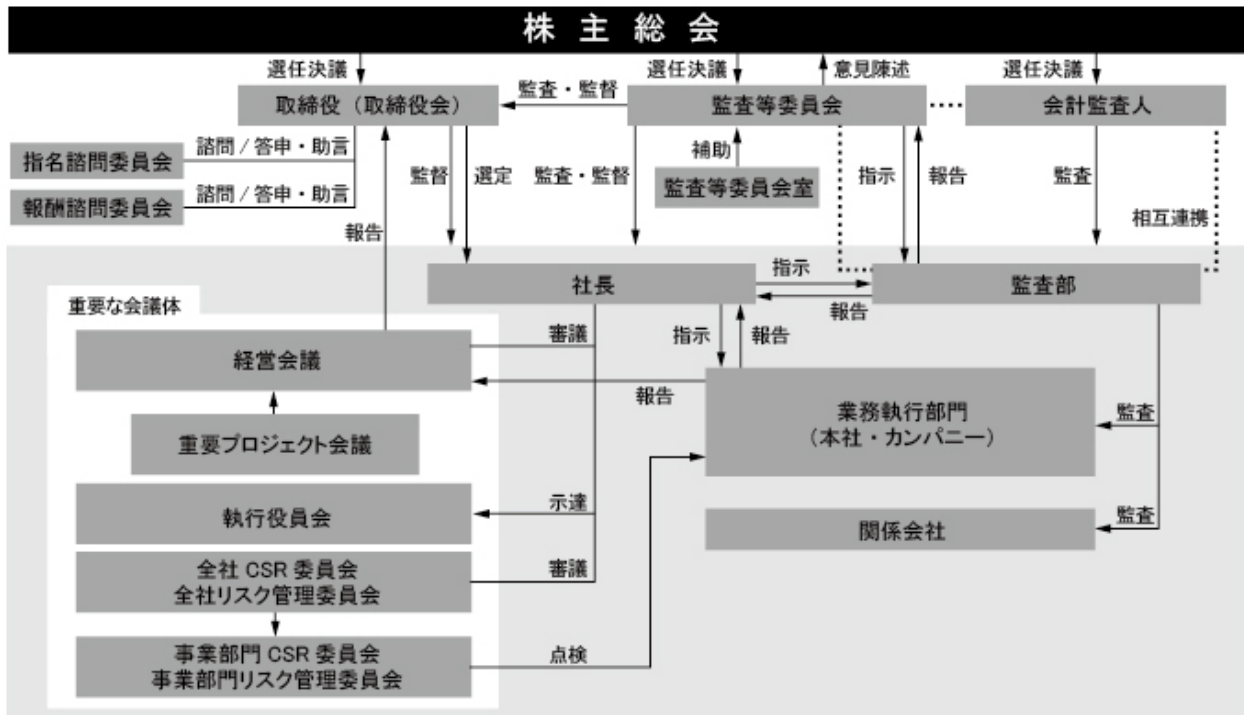 株主総会
選任決議
選任決議
意見陳述
選任決議
取締役（取締役会）
監査・監督
監査等委員会
会計監査人
指名諮問委員会
諮問 / 答申・助言
報酬諮問委員会
諮問 / 答申・助言
監督
選定
監査・監督
補助
監査等委員会室
指示
報告
監査
相互連携
報告
社長
指示
報告
監査部
重要な会議体
経営会議
審議
指示
報告
報告
業務執行部門
（本社・カンパニー）
監査
重要プロジェクト会議
執行役員会
示達
関係会社
監査
全社 CSR 委員会
全社リスク管理委員会
審議
事業部門 CSR 委員会
事業部門リスク管理委員会
点検